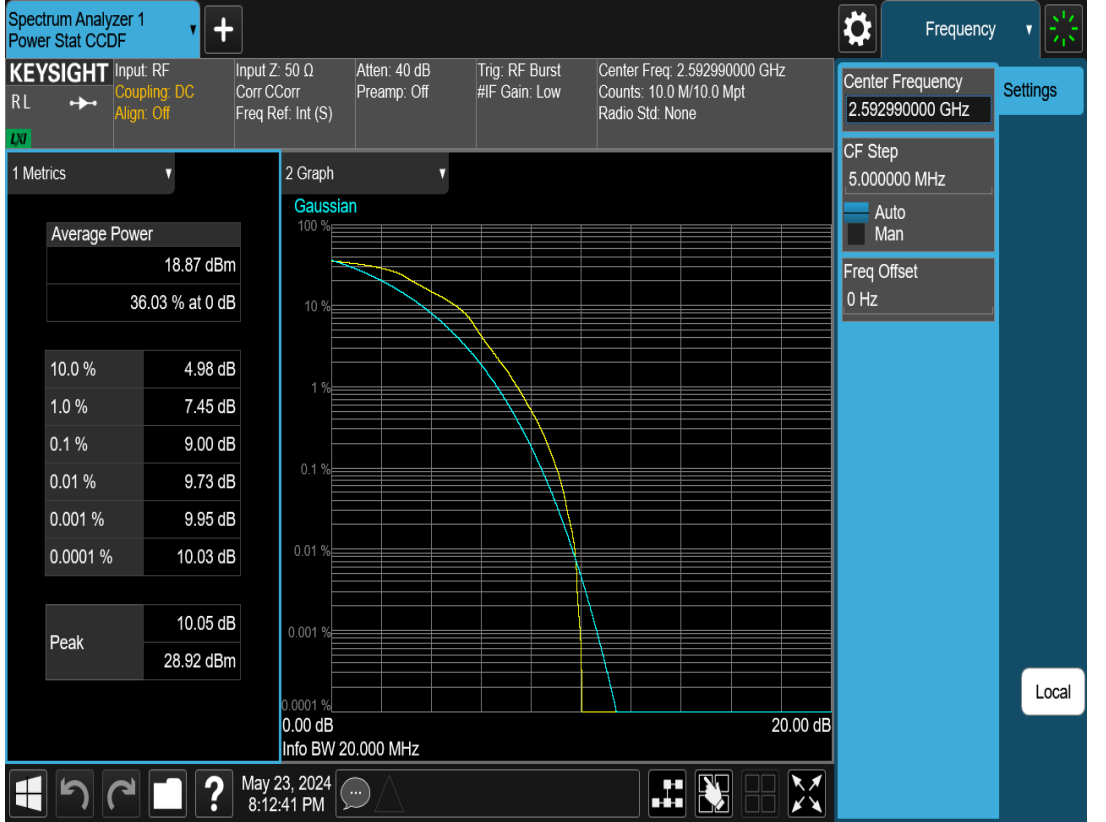 Spectrum Analyzer 1
Power Stat CCDF
+
Frequency
KEYSIGHT
RL
LXI
Input: RF
Coupling: DC
Align: Off
Input Z: 50 Ω
Corr CCorr
Freq Ref: Int (S)
Atten: 40 dB
Preamp: Off
Trig: RF Burst
#IF Gain: Low
Center Freq: 2.592990000 GHz
Counts: 10.0 M/10.0 Mpt
Radio Std: None
Center Frequency
2.592990000 GHz
Settings
CF Step
5.000000 MHz
Auto
Man
Freq Offset
0 Hz
Local
1 Metrics
Average Power
18.87 dBm
36.03 % at 0 dB
10.0 % 4.98 dB
1.0 % 7.45 dB
0.1 % 9.00 dB
0.01 % 9.73 dB
0.001 % 9.95 dB
0.0001 % 10.03 dB
Peak
10.05 dB
28.92 dBm
2 Graph
Gaussian
100 %
10 %
1 %
0.1 %
0.01 %
0.001 %
0.0001 %
0.00 dB 20.00 dB
Info BW 20.000 MHz
?
May 23, 2024
8:12:41 PM